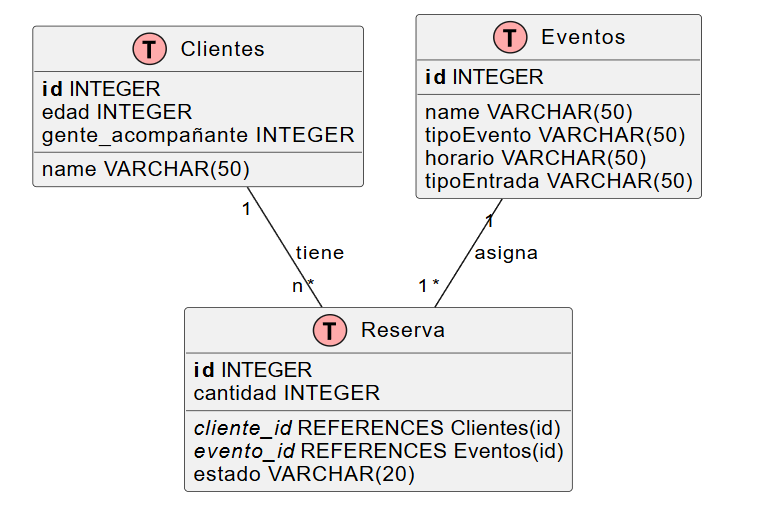 T Clientes
id INTEGER
edad INTEGER
gente_acompañante INTEGER
name VARCHAR(50)
T Eventos
id INTEGER
name VARCHAR(50)
tipoEvento VARCHAR(50)
horario VARCHAR(50)
tipoEntrada VARCHAR(50)
1
1
tiene
asigna
n*
1*
T Reserva
id INTEGER
cantidad INTEGER
cliente_id REFERENCES Clientes(id)
evento_id REFERENCES Eventos(id)
estado VARCHAR(20)